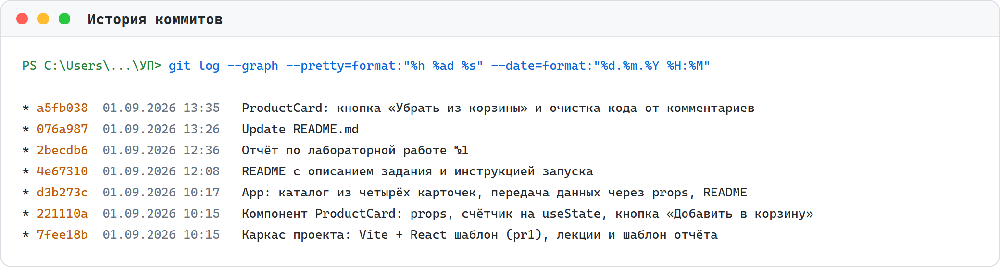 История коммитов
PS C:\Users\...\УП> git log --graph --pretty=format:"%h %ad %s" --date=format:"%d.%m.%Y %H:%M"
* a5fb038 01.09.2026 13:35 ProductCard: кнопка «Убрать из корзины» и очистка кода от комментариев
* 076a987 01.09.2026 13:26 Update README.md
* 2becdb6 01.09.2026 12:36 Отчёт по лабораторной работе №1
* 4e67310 01.09.2026 12:08 README с описанием задания и инструкцией запуска
* d3b273c 01.09.2026 10:17 App: каталог из четырёх карточек, передача данных через props, README
* 221110a 01.09.2026 10:15 Компонент ProductCard: props, счётчик на useState, кнопка «Добавить в корзину»
* 7fee18b 01.09.2026 10:15 Каркас проекта: Vite + React шаблон (pr1), лекции и шаблон отчёта